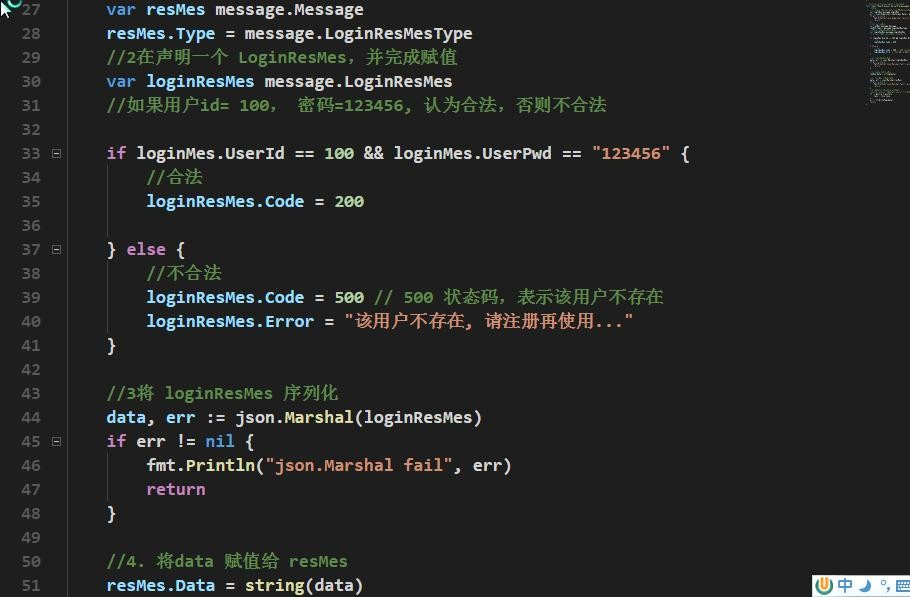 27 var resMes message.Message
28 resMes.Type = message.LoginResMesType
29 //2在声明一个 LoginResMes，并完成赋值
30 var loginResMes message.LoginResMes
31 //如果用户id= 100， 密码=123456, 认为合法，否则不合法
32
33 if loginMes.UserId == 100 && loginMes.UserPwd == "123456" {
34 //合法
35 loginResMes.Code = 200
36
37 } else {
38 //不合法
39 loginResMes.Code = 500 // 500 状态码，表示该用户不存在
40 loginResMes.Error = "该用户不存在, 请注册再使用..."
41 }
42
43 //3将 loginResMes 序列化
44 data, err := json.Marshal(loginResMes)
45 if err != nil {
46 fmt.Println("json.Marshal fail", err)
47 return
48 }
49
50 //4. 将data 赋值给 resMes
51 resMes.Data = string(data)
中